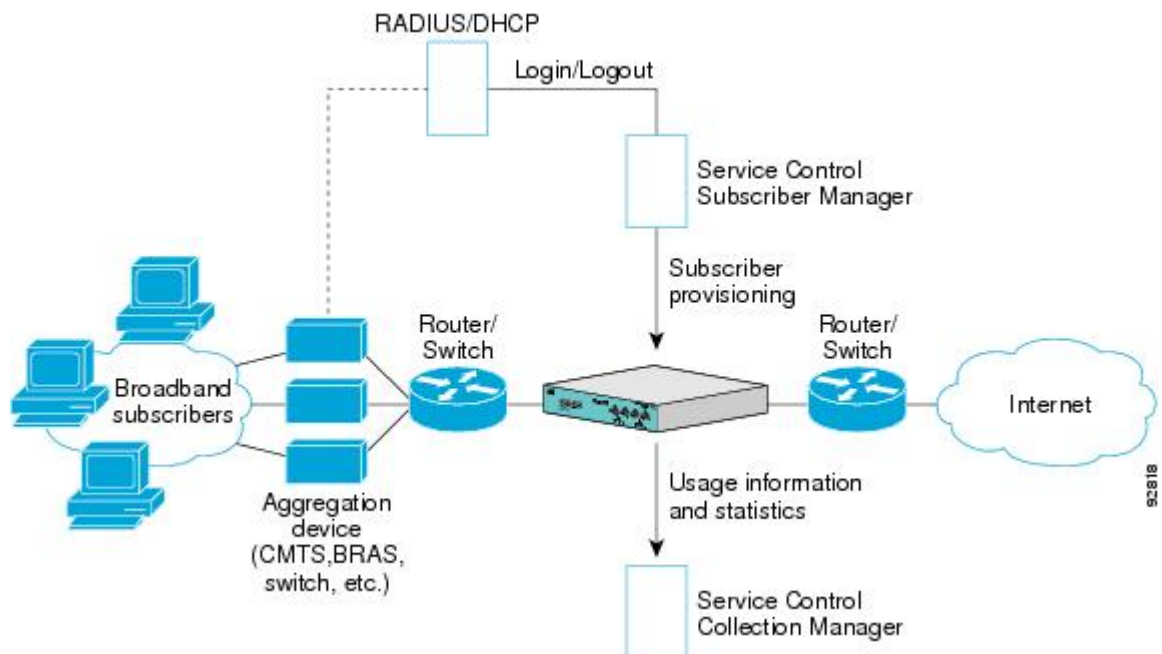 RADIUS/DHCP
Login/Logout
Service Control
Subscriber Manager
Subscriber
provisioning
Router/
Switch
Router/
Switch
Broadband
subscribers
Internet
Aggregation
device
(CMTS,BRAS,
switch, etc.)
Usage information
and statistics
Service Control
Collection Manager
92818